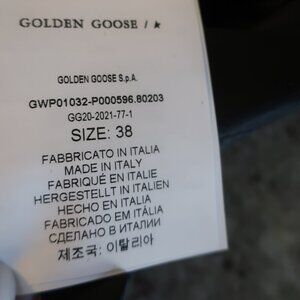 GOLDEN GOOSE / ★
GOLDEN GOOSE S.p.A.
GWP01032-P000596.80203
GG20-2021-77-1
SIZE: 38
FABBRICATO IN ITALIA
MADE IN ITALY
FABRIQUÉ EN ITALIE
HERGESTELLT IN ITALIEN
HECHO EN ITALIA
FABRICADO EM ITÁLIA
СДЕЛАНО В ИТАЛИИ
제조국: 이탈리아